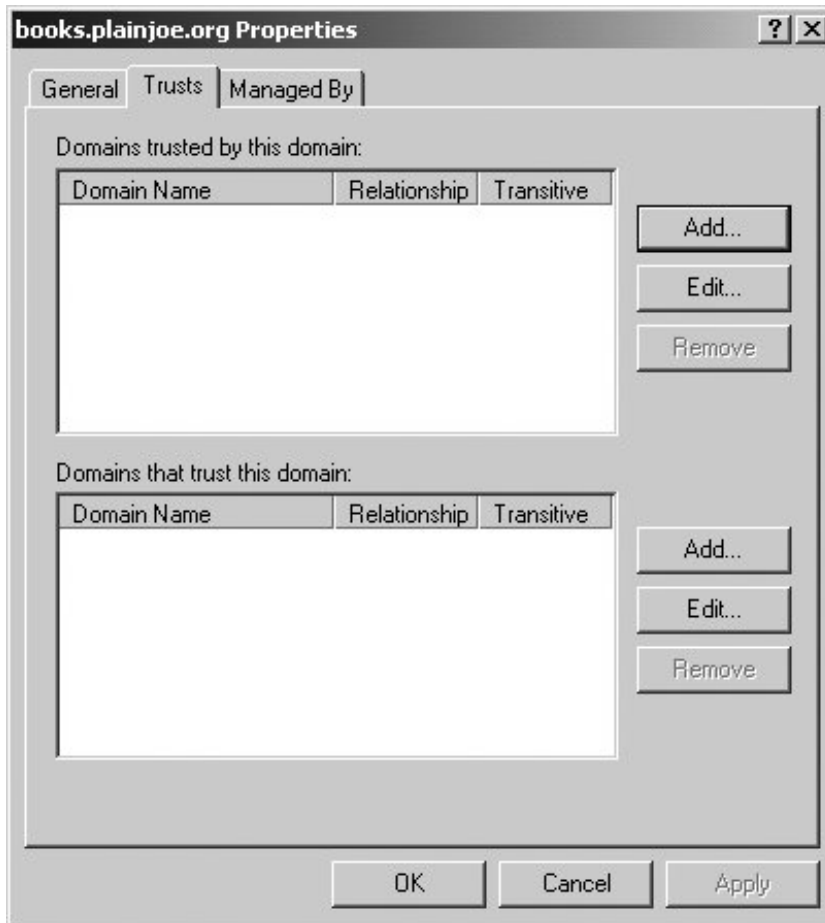 books.plainjoe.org Properties
General Trusts Managed By
Domains trusted by this domain:
Domain Name Relationship Transitive
Add...
Edit...
Remove
Domains that trust this domain:
Domain Name Relationship Transitive
Add...
Edit...
Remove
OK Cancel Apply